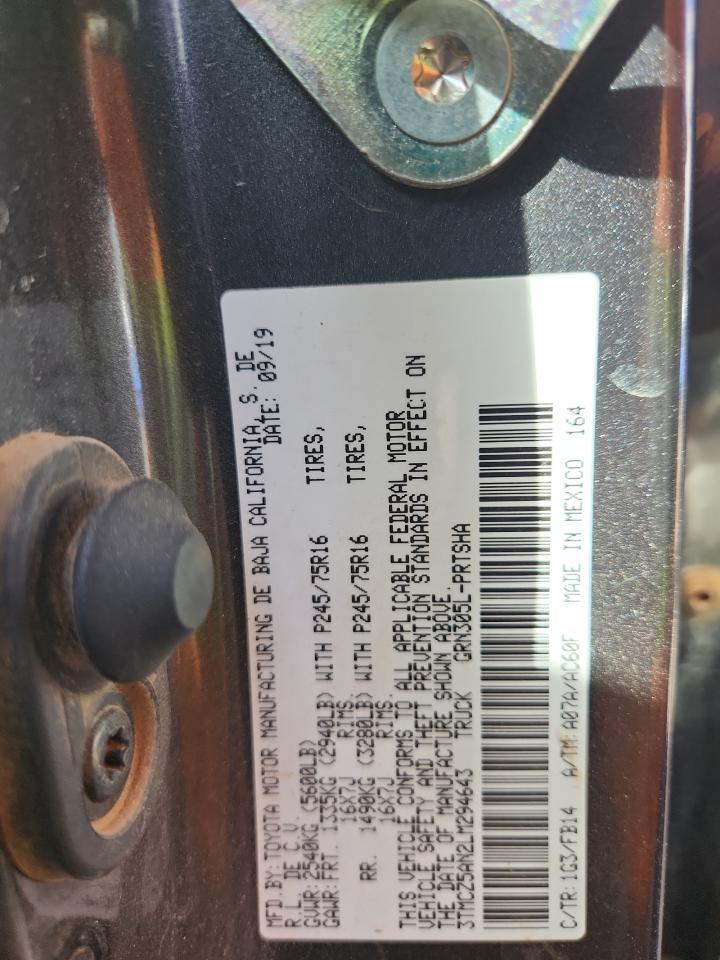 MFD.BY:TOYOTA MOTOR MANUFACTURING DE BAJA CALIFORNIA, S. DE
R.L. DE C.V. DATE: 09/19
GVWR:2540KG (5600LB)
GAWR:FRT. 1335KG (2940LB) WITH P245/75R16 TIRES,
16X7J RIMS.
RR. 1490KG (3280LB) WITH P245/75R16 TIRES,
16X7J RIMS.
THIS VEHICLE CONFORMS TO ALL APPLICABLE FEDERAL MOTOR
VEHICLE SAFETY AND THEFT PREVENTION STANDARDS IN EFFECT ON
THE DATE OF MANUFACTURE SHOWN ABOVE.
3TMCZ5AN2LM294643 TRUCK GRN305L-PRTSHA
C/TR:1G3/FB14 A/TM:A07A/AC60F MADE IN MEXICO 164